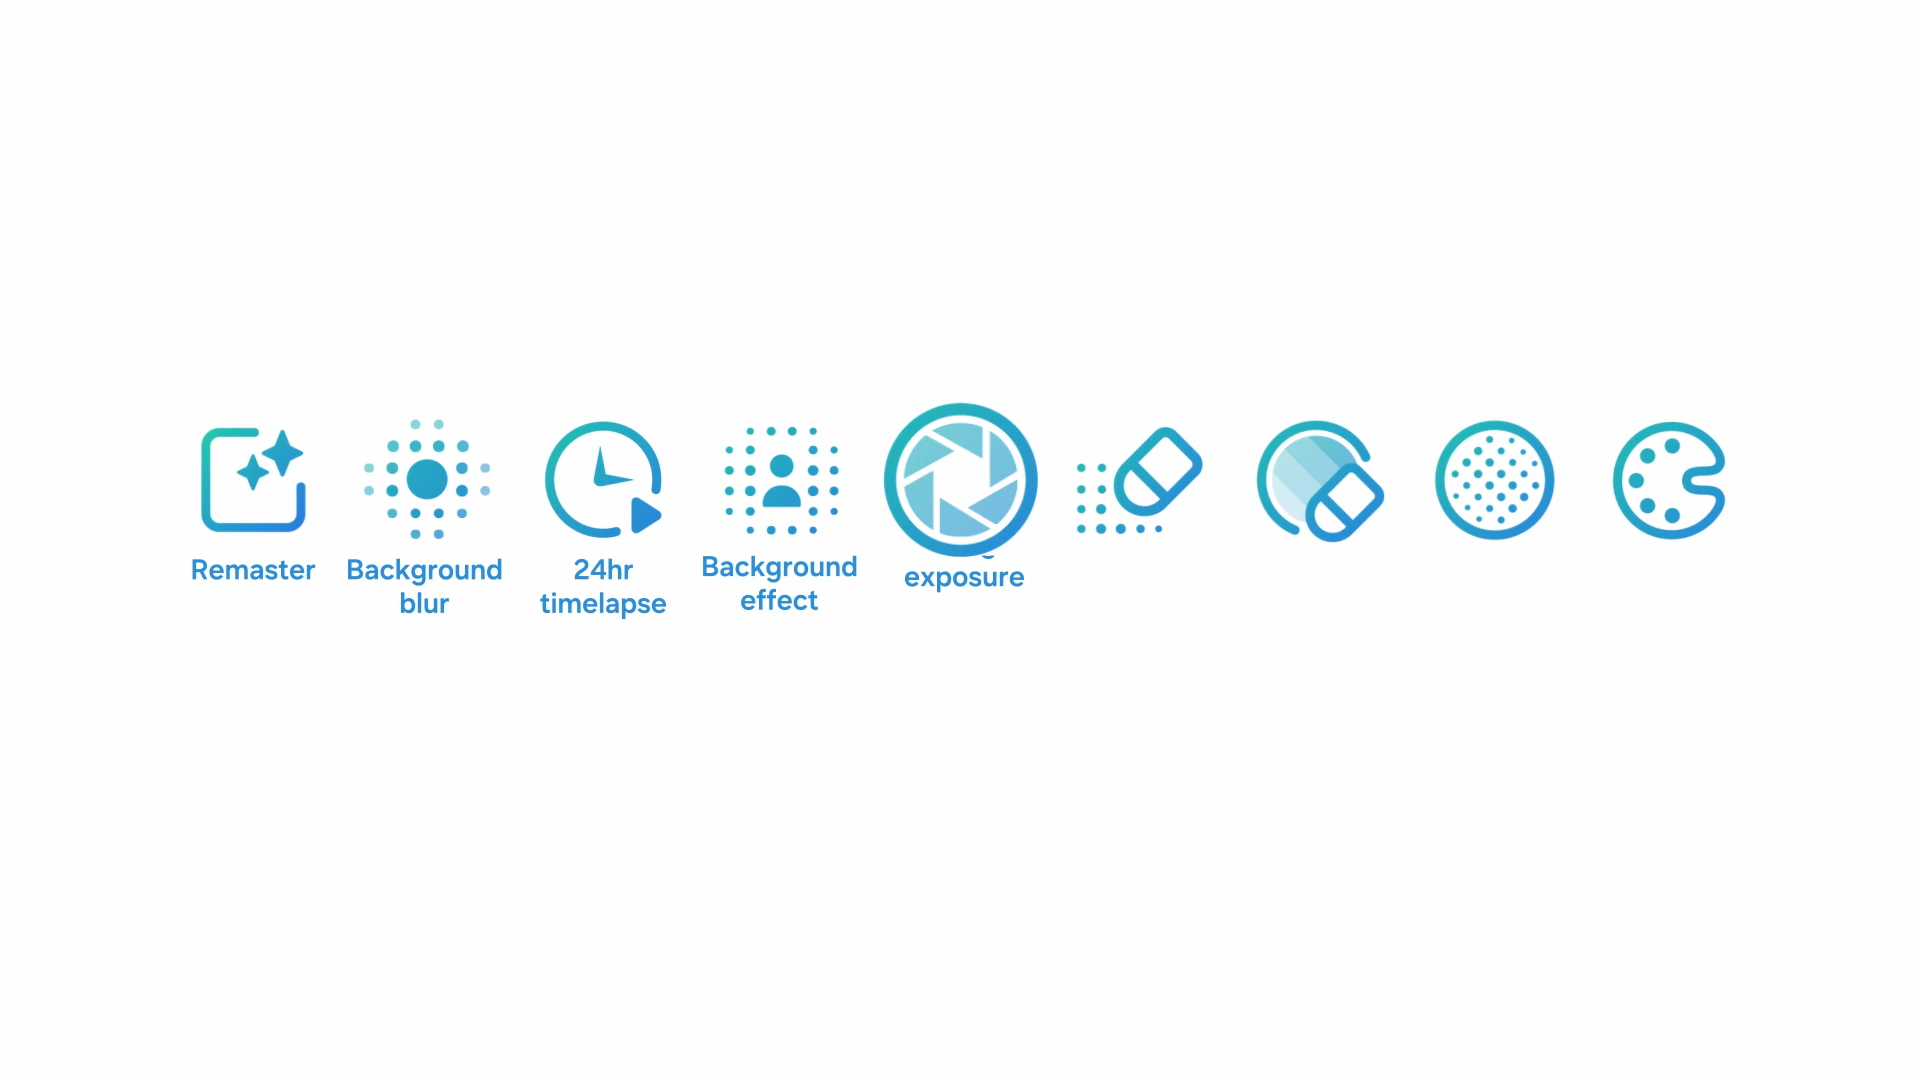 Remaster
Background
blur
24hr
timelapse
Background
effect
exposure